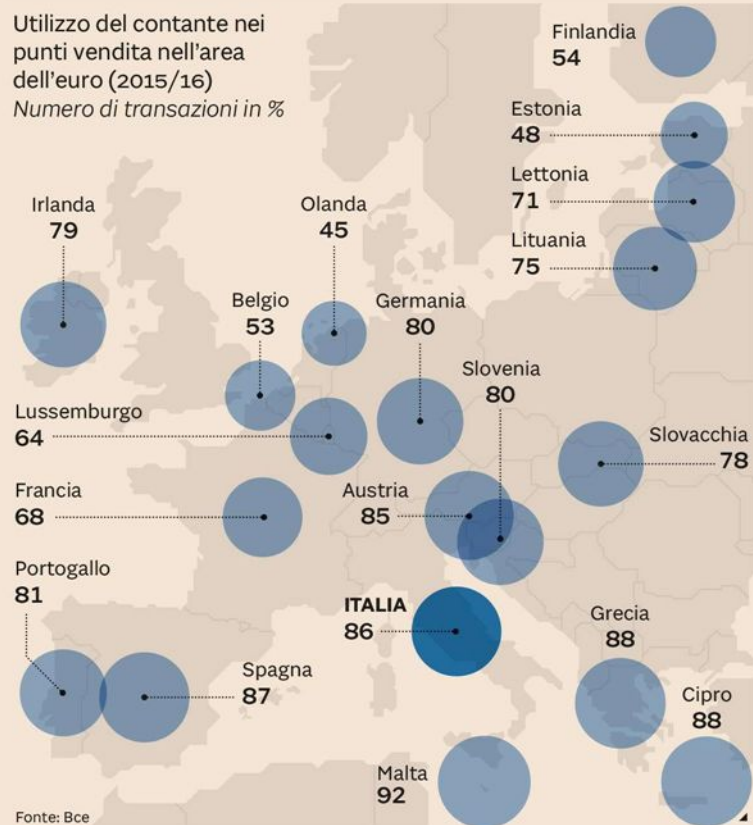 Utilizzo del contante nei
punti vendita nell'area
dell'euro (2015/16)
Numero di transazioni in %
Finlandia
54
Estonia
48
Lettonia
71
Lituania
75
Irlanda
79
Olanda
45
Belgio
53
Germania
80
Slovenia
80
Lussemburgo
64
Slovacchia
78
Francia
68
Austria
85
Portogallo
81
ITALIA
86
Grecia
88
Spagna
87
Cipro
88
Malta
92
Fonte: Bce